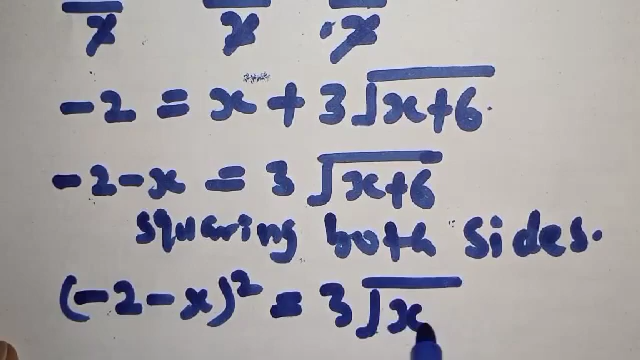 x x x
-2 = x + 3√x+6
-2-x = 3√x+6
squaring both sides.
(-2-x)² = 3√x